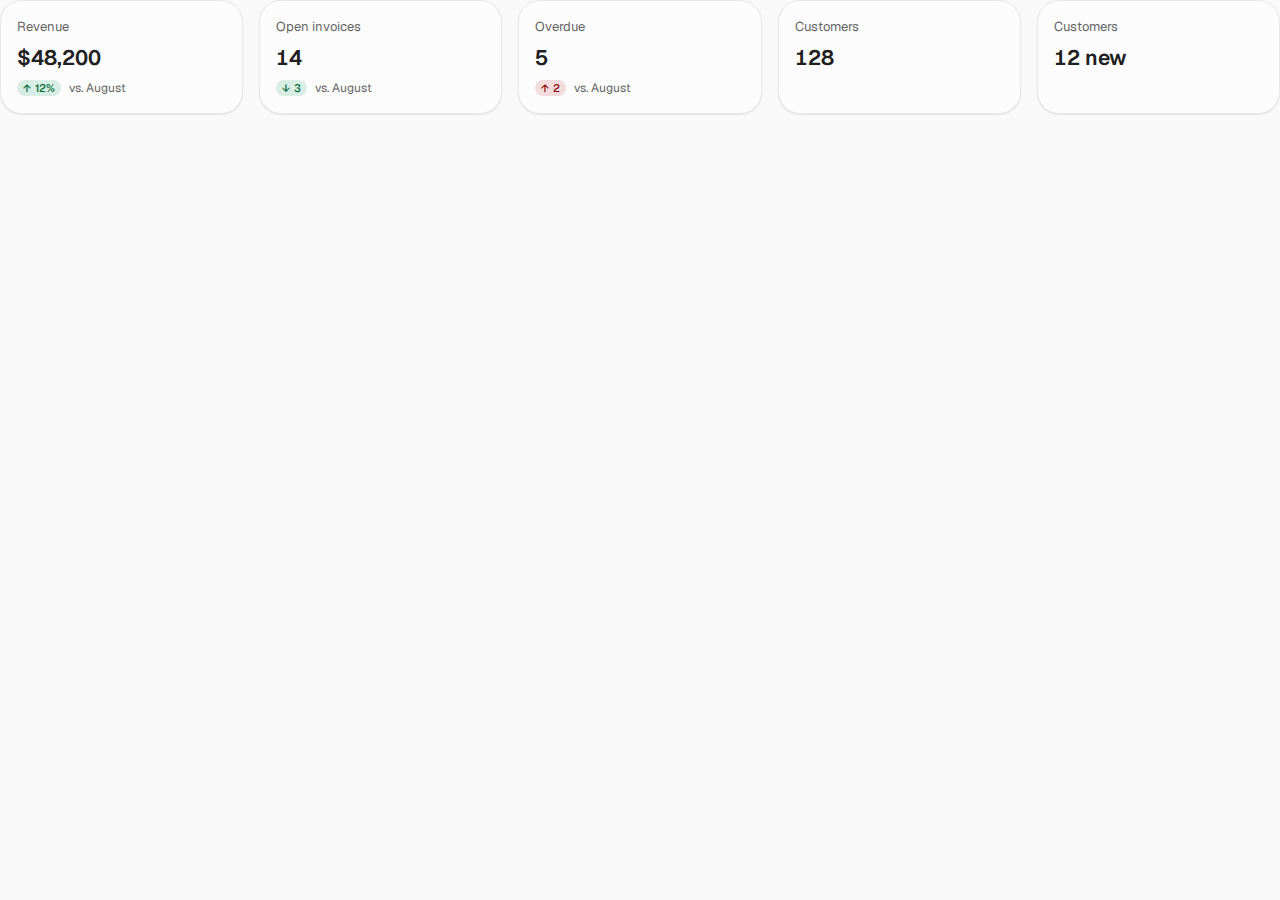 Revenue
$48,200
↑ 12% vs. August
Open invoices
14
↓ 3 vs. August
Overdue
5
↑ 2 vs. August
Customers
128
Customers
12 new